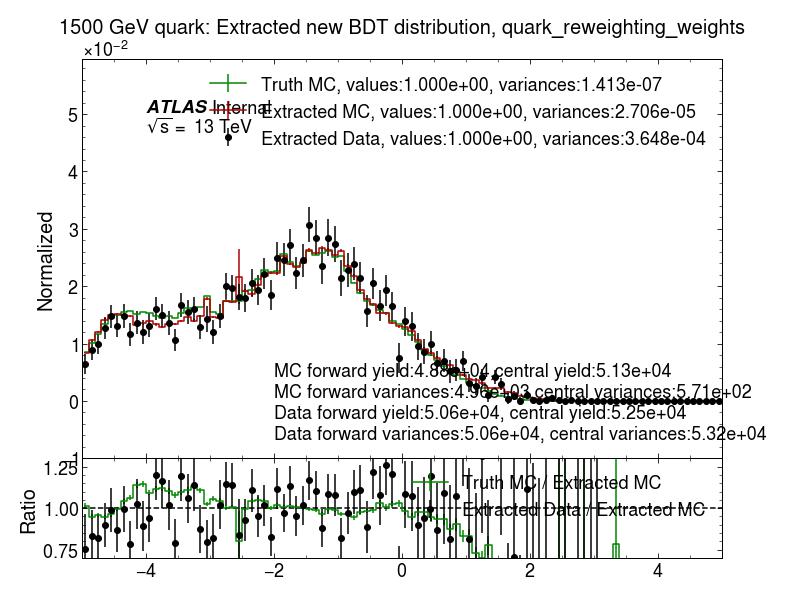 1500 GeV quark: Extracted new BDT distribution, quark_reweighting_weights
×10⁻²
Truth MC, values:1.000e+00, variances:1.413e-07
ATLAS Internal
Extracted MC, values:1.000e+00, variances:2.706e-05
√s = 13 TeV
Extracted Data, values:1.000e+00, variances:3.648e-04
5
4
3
2
1
0
Normalized
MC forward yield:4.88e+04 central yield:5.13e+04
MC forward variances:4.96e+03 central variances:5.71e+02
Data forward yield:5.06e+04, central yield:5.25e+04
Data forward variances:5.06e+04, central variances:5.32e+04
1
1.25
1.00
0.75
Ratio
Truth MC / Extracted MC
Extracted Data / Extracted MC
−4 −2 0 2 4